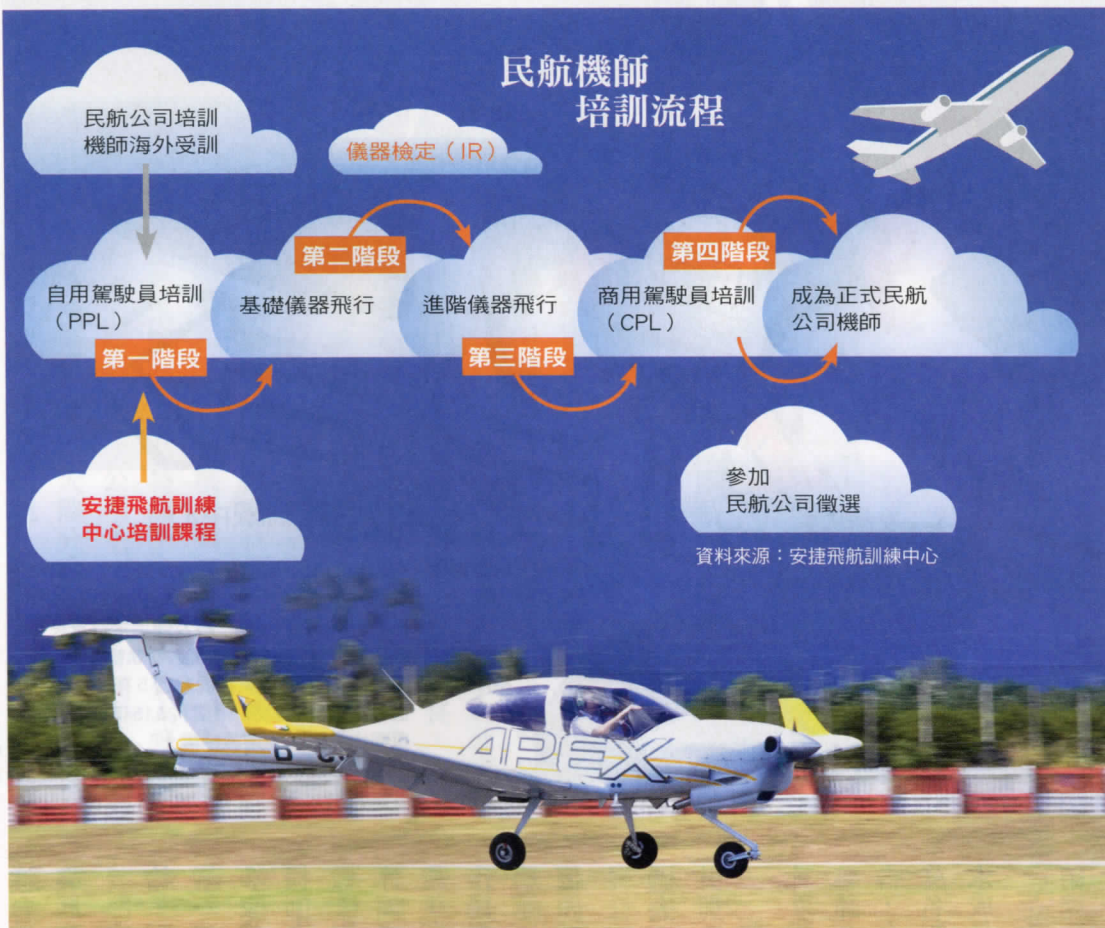 民航機師
培訓流程
民航公司培訓
機師海外受訓
儀器檢定（IR）
第二階段
第四階段
自用駕駛員培訓
（PPL）
基礎儀器飛行
進階儀器飛行
商用駕駛員培訓
（CPL）
成為正式民航
公司機師
第一階段
第三階段
安捷飛航訓練
中心培訓課程
參加
民航公司徵選
資料來源：安捷飛航訓練中心
APEX